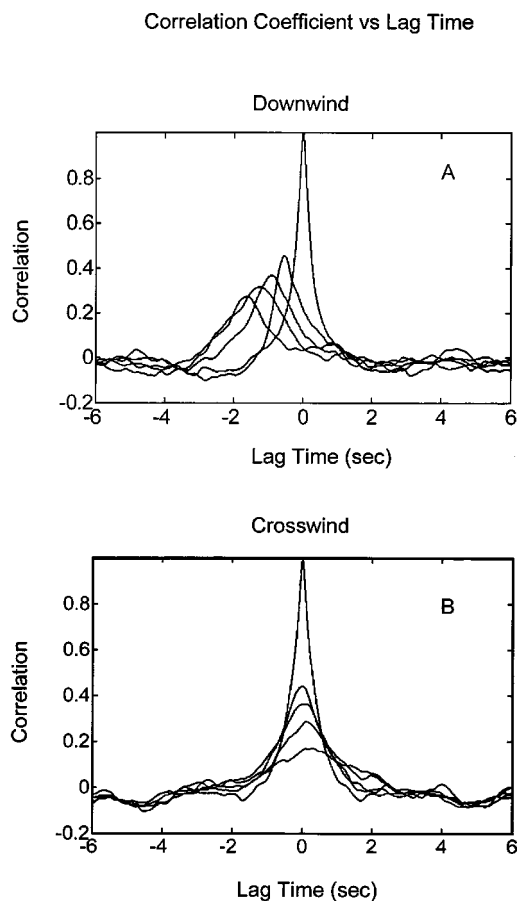 Correlation Coefficient vs Lag Time
Downwind
A
0.8
0.6
0.4
0.2
0
-0.2
Correlation
-6 -4 -2 0 2 4 6
Lag Time (sec)
Crosswind
B
0.8
0.6
0.4
0.2
0
-0.2
Correlation
-6 -4 -2 0 2 4 6
Lag Time (sec)